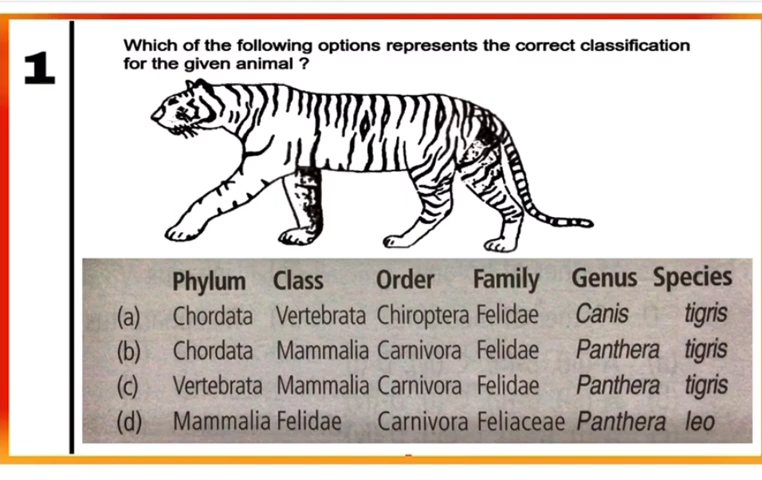 1
Which of the following options represents the correct classification
for the given animal ?
Phylum Class Order Family Genus Species
(a) Chordata Vertebrata Chiroptera Felidae Canis tigris
(b) Chordata Mammalia Carnivora Felidae Panthera tigris
(c) Vertebrata Mammalia Carnivora Felidae Panthera tigris
(d) Mammalia Felidae Carnivora Feliaceae Panthera leo